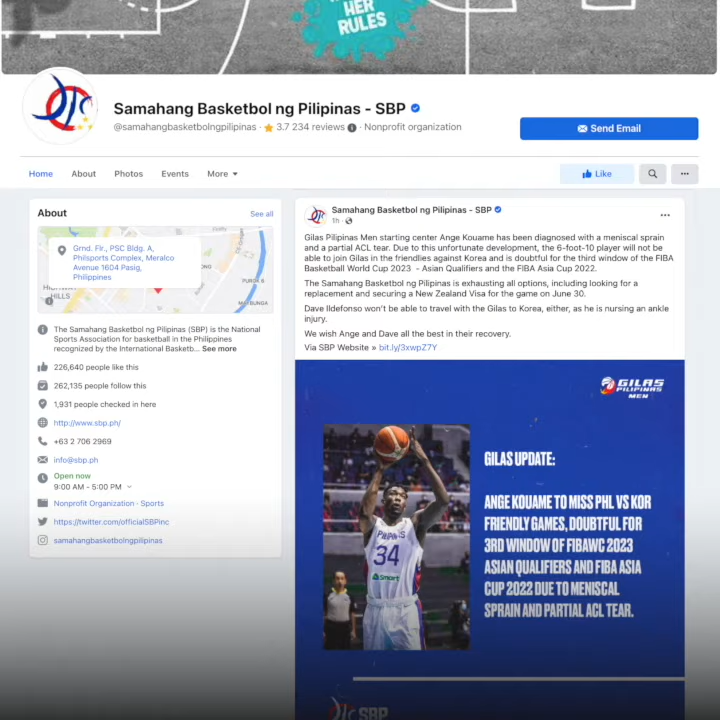 HER
RULES
Samahang Basketbol ng Pilipinas - SBP
@samahangbasketbolngpilipinas · 3.7 234 reviews · Nonprofit organization
Send Email
Home
About
Photos
Events
More
Like
About
See all
Grnd. Flr., PSC Bldg. A,
Philsports Complex, Meralco
Avenue 1604 Pasig,
Philippines
HILLS
PUROK 6
MAYBUNGA
The Samahang Basketbol ng Pilipinas (SBP) is the National
Sports Association for basketball in the Philippines
recognized by the International Basketb... See more
226,640 people like this
262,135 people follow this
1,931 people checked in here
http://www.sbp.ph/
+63 2 706 2969
info@sbp.ph
Open now
9:00 AM - 5:00 PM
Nonprofit Organization · Sports
https://twitter.com/officialSBPinc
samahangbasketbolngpilipinas
Samahang Basketbol ng Pilipinas - SBP
1h ·
Gilas Pilipinas Men starting center Ange Kouame has been diagnosed with a meniscal sprain
and a partial ACL tear. Due to this unfortunate development, the 6-foot-10 player will not be
able to join Gilas in the friendlies against Korea and is doubtful for the third window of the FIBA
Basketball World Cup 2023 - Asian Qualifiers and the FIBA Asia Cup 2022.
The Samahang Basketbol ng Pilipinas is exhausting all options, including looking for a
replacement and securing a New Zealand Visa for the game on June 30.
Dave Ildefonso won't be able to travel with the Gilas to Korea, either, as he is nursing an ankle
injury.
We wish Ange and Dave all the best in their recovery.
Via SBP Website » bit.ly/3xwpZ7Y
GILAS
PILIPINAS
MEN
GILAS UPDATE:
ANGE KOUAME TO MISS PHL VS KOR
FRIENDLY GAMES, DOUBTFUL FOR
3RD WINDOW OF FIBAWC 2023
ASIAN QUALIFIERS AND FIBA ASIA
CUP 2022 DUE TO MENISCAL
SPRAIN AND PARTIAL ACL TEAR.
34
Smart
SBP